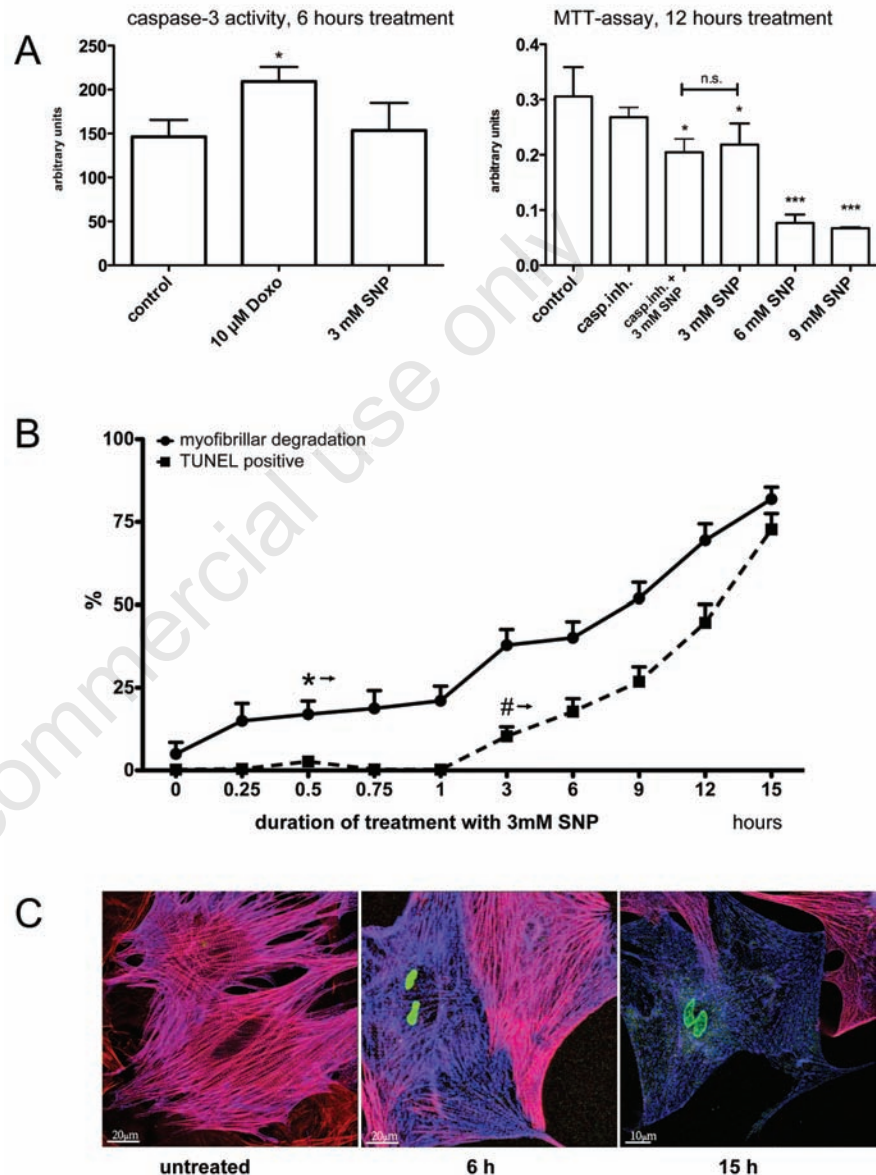 caspase-3 activity, 6 hours treatment
MTT-assay, 12 hours treatment
A
250
200
150
100
50
0
arbitrary units
*
control
10 µM Doxo
3 mM SNP
0.4
0.3
0.2
0.1
0.0
arbitrary units
n.s.
*
*
***
***
control
casp.inh.
casp.inh. +
3 mM SNP
3 mM SNP
6 mM SNP
9 mM SNP
B
100
75
50
25
0
%
myofibrillar degradation
TUNEL positive
*→
#→
0 0.25 0.5 0.75 1 3 6 9 12 15
duration of treatment with 3mM SNP hours
C
20µm
20µm
10µm
untreated 6 h 15 h
commercial use only